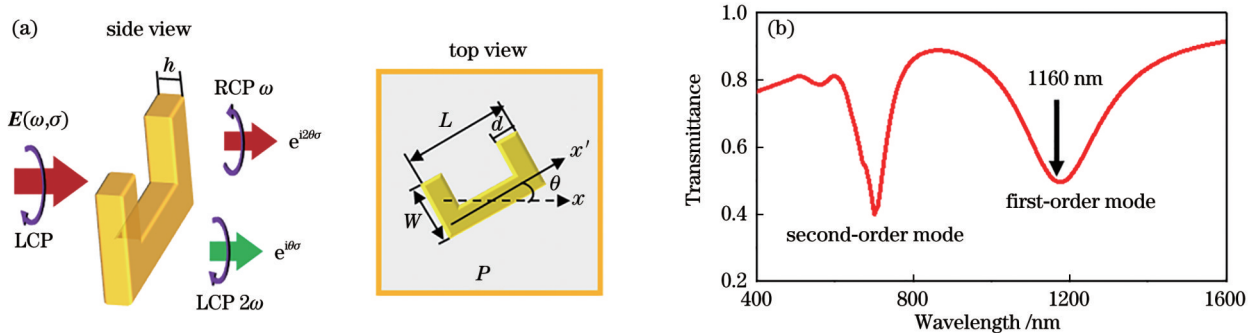 (a)
side view
h
E(ω,σ)
LCP
RCP ω
e^{i2θσ}
LCP 2ω
e^{iθσ}
top view
L
d
x′
θ
x
W
P
(b)
Transmittance
1.0
0.8
0.6
0.4
0.2
1160 nm
first-order mode
second-order mode
400
800
1200
1600
Wavelength /nm